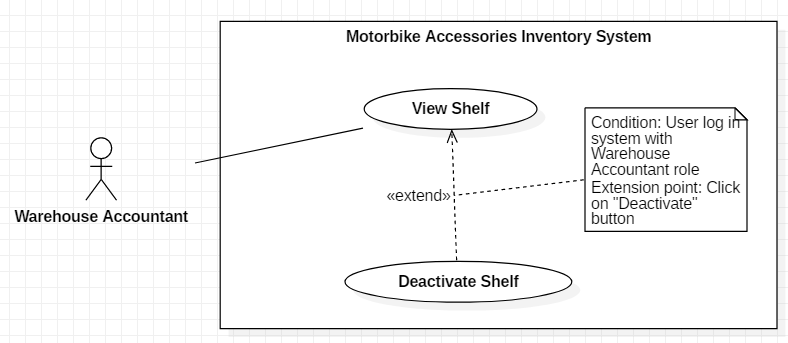 Motorbike Accessories Inventory System
View Shelf
Condition: User log in
system with
Warehouse
Accountant role
Extension point: Click
on "Deactivate"
button
«extend»
Warehouse Accountant
Deactivate Shelf